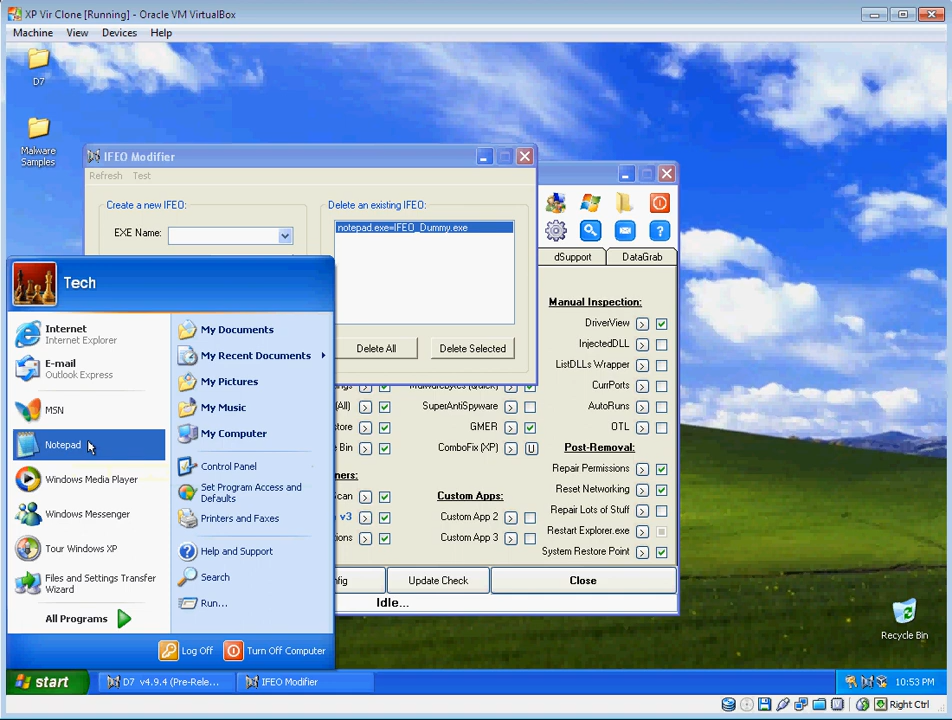 XP Vir Clone [Running] - Oracle VM VirtualBox
Machine View Devices Help
D7
Malware
Samples
IFEO Modifier
Refresh Test
Create a new IFEO:
EXE Name:
Delete an existing IFEO:
notepad.exe=IFEO_Dummy.exe
Delete All
Delete Selected
dSupport
DataGrab
Manual Inspection:
DriverView
InjectedDLL
ListDLLs Wrapper
CurrPorts
AutoRuns
OTL
Post-Removal:
Repair Permissions
Reset Networking
Repair Lots of Stuff
Restart Explorer.exe
System Restore Point
(All)
SuperAntiSpyware
GMER
ComboFix (XP)
U
Bin
Custom Apps:
Custom App 2
Custom App 3
v3
Update Check
Close
Idle...
Tech
Internet
Internet Explorer
E-mail
Outlook Express
MSN
Notepad
Windows Media Player
Windows Messenger
Tour Windows XP
Files and Settings Transfer
Wizard
All Programs
My Documents
My Recent Documents
My Pictures
My Music
My Computer
Control Panel
Set Program Access and
Defaults
Printers and Faxes
Help and Support
Search
Run...
Log Off
Turn Off Computer
Recycle Bin
start
D7 v4.9.4 (Pre-Rele...
IFEO Modifier
10:53 PM
Right Ctrl